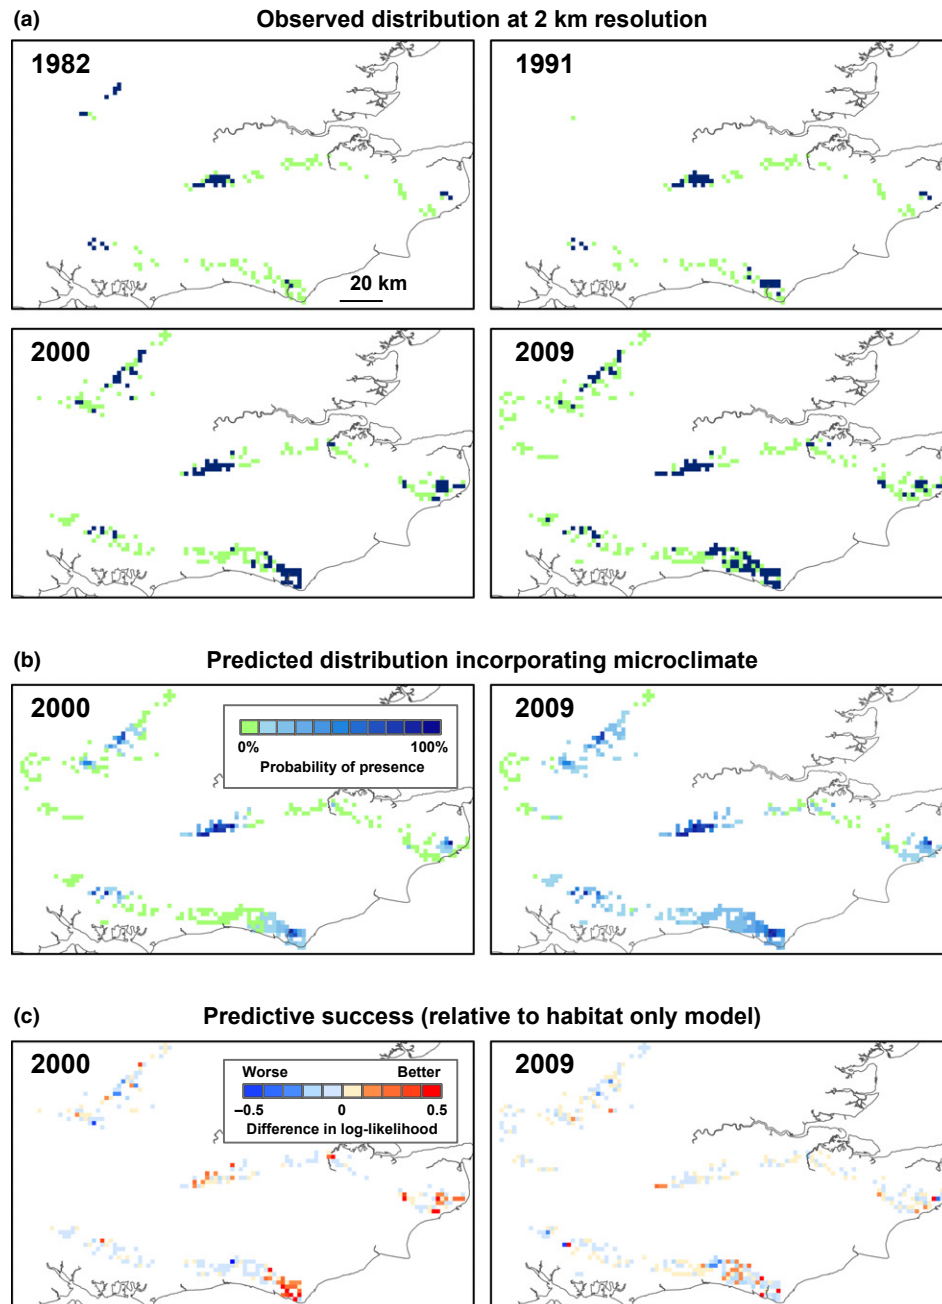 (a) Observed distribution at 2 km resolution
1982
1991
20 km
2000
2009
(b) Predicted distribution incorporating microclimate
2000
2009
0% 100%
Probability of presence
(c) Predictive success (relative to habitat only model)
2000
2009
Worse Better
−0.5 0 0.5
Difference in log-likelihood